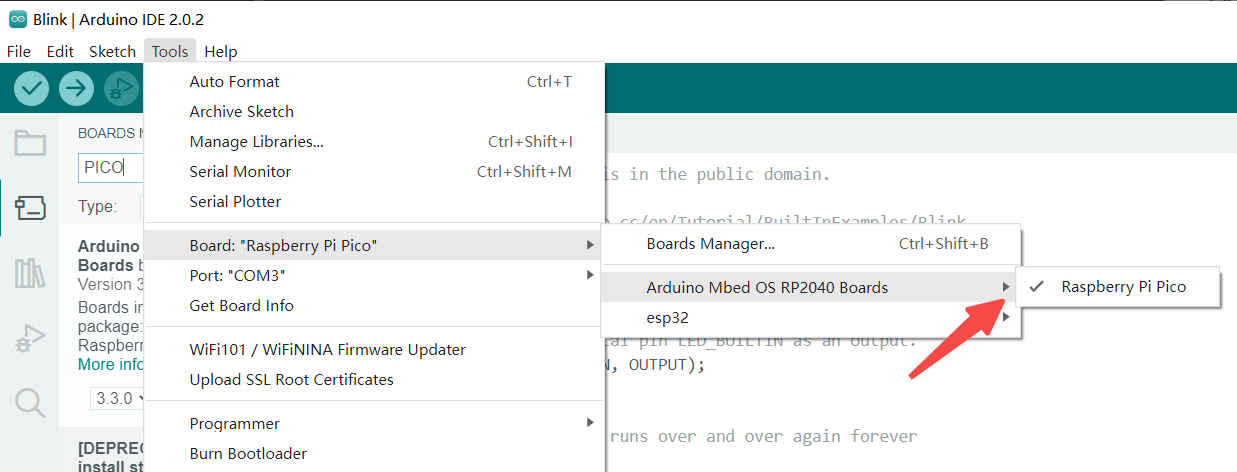 Blink | Arduino IDE 2.0.2
File Edit Sketch Tools Help
BOARDS M
PICO
Type:
Arduino
Boards b
Version 3
Boards in
package:
Raspberr
More info
3.3.0
[DEPREC
install st
Auto Format Ctrl+T
Archive Sketch
Manage Libraries... Ctrl+Shift+I
Serial Monitor Ctrl+Shift+M
Serial Plotter
Board: "Raspberry Pi Pico"
Port: "COM3"
Get Board Info
WiFi101 / WiFiNINA Firmware Updater
Upload SSL Root Certificates
Programmer
Burn Bootloader
Boards Manager... Ctrl+Shift+B
Arduino Mbed OS RP2040 Boards
esp32
Raspberry Pi Pico
is in the public domain.
.cc/en/Tutorial/BuiltInExamples/Blink
al pin LED_BUILTIN as an output.
N, OUTPUT);
runs over and over again forever